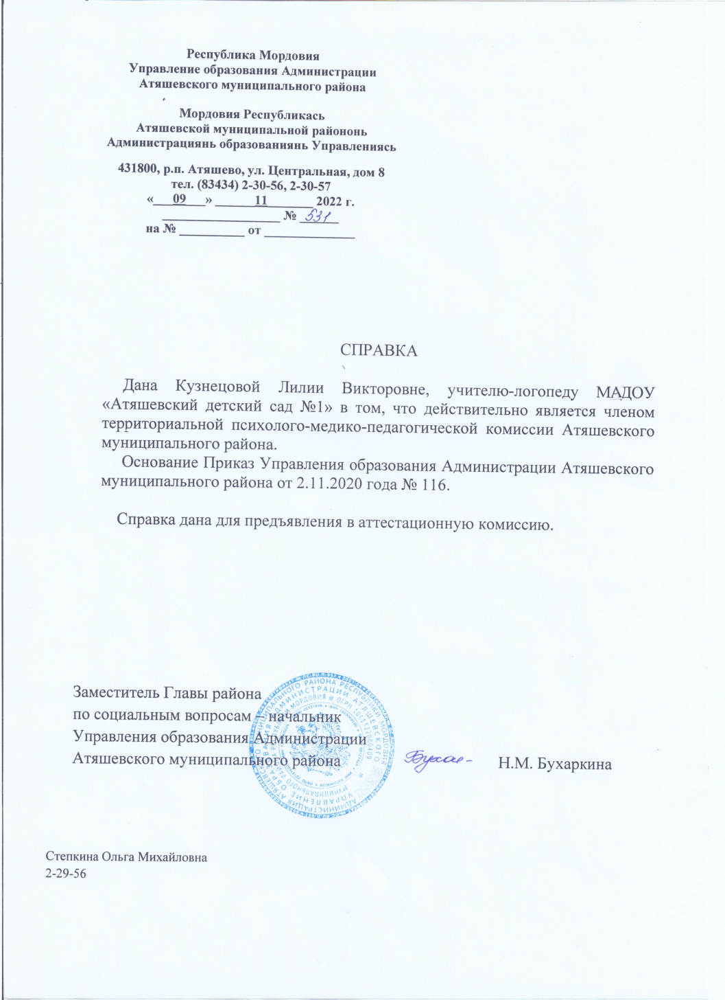 Республика Мордовия
Управление образования Администрации
Атяшевского муниципального района
Мордовия Республикась
Атяшевской муниципальной райононь
Администрациянь образованиянь Управлениясь
431800, р.п. Атяшево, ул. Центральная, дом 8
тел. (83434) 2-30-56, 2-30-57
«___09___» ______11_______ 2022 г.
__________________ № 531
на № __________ от ______________
СПРАВКА
Дана Кузнецовой Лилии Викторовне, учителю-логопеду МАДОУ
«Атяшевский детский сад №1» в том, что действительно является членом
территориальной психолого-медико-педагогической комиссии Атяшевского
муниципального района.
Основание Приказ Управления образования Администрации Атяшевского
муниципального района от 2.11.2020 года № 116.
Справка дана для предъявления в аттестационную комиссию.
Заместитель Главы района
по социальным вопросам – начальник
Управления образования Администрации
Атяшевского муниципального района Н.М. Бухаркина
Степкина Ольга Михайловна
2-29-56